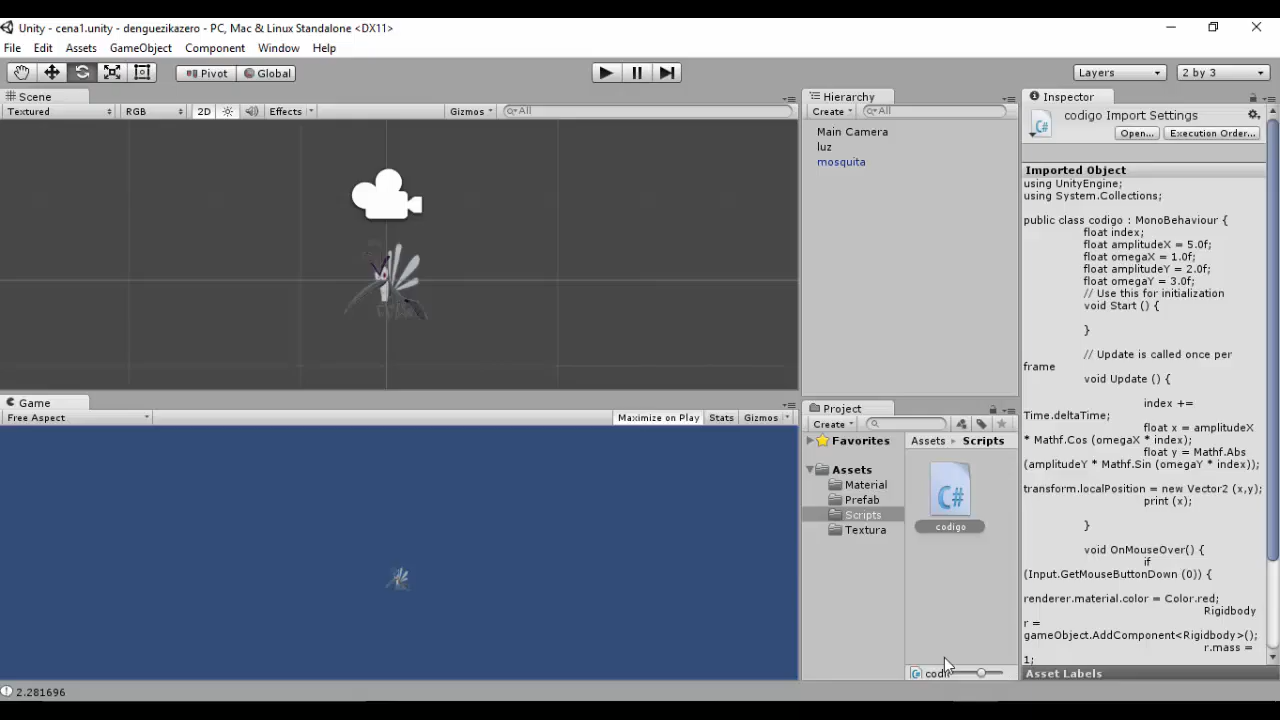 Unity - cena1.unity - denguezikazero - PC, Mac & Linux Standalone <DX11>
File Edit Assets GameObject Component Window Help
Pivot Global Layers 2 by 3
Scene
Textured RGB 2D Effects Gizmos All
Hierarchy
Create All
Main Camera
luz
mosquita
Inspector
codigo Import Settings
Open... Execution Order...
Imported Object
using UnityEngine;
using System.Collections;
public class codigo : MonoBehaviour {
float index;
float amplitudeX = 5.0f;
float omegaX = 1.0f;
float amplitudeY = 2.0f;
float omegaY = 3.0f;
// Use this for initialization
void Start () {
}
// Update is called once per
frame
void Update () {
index +=
Time.deltaTime;
float x = amplitudeX
* Mathf.Cos (omegaX * index);
float y = Mathf.Abs
(amplitudeY * Mathf.Sin (omegaY * index));
transform.localPosition = new Vector2 (x,y);
print (x);
}
void OnMouseOver() {
if
(Input.GetMouseButtonDown (0)) {
renderer.material.color = Color.red;
Rigidbody
r =
gameObject.AddComponent<Rigidbody>();
r.mass =
1;
Asset Labels
Game
Free Aspect Maximize on Play Stats Gizmos
Project
Create
Favorites
Assets
Material
Prefab
Scripts
Textura
Assets Scripts
C#
codigo
2.281696